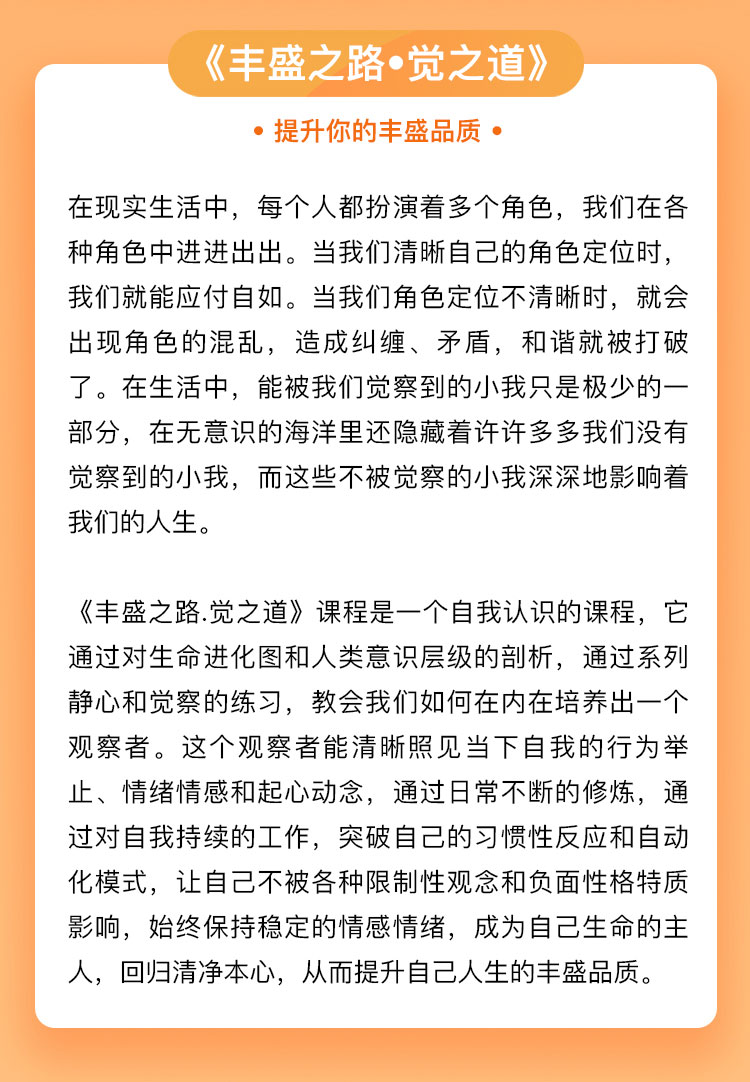 《丰盛之路•觉之道》
• 提升你的丰盛品质 •
在现实生活中，每个人都扮演着多个角色，我们在各
种角色中进进出出。当我们清晰自己的角色定位时，
我们就能应付自如。当我们角色定位不清晰时，就会
出现角色的混乱，造成纠缠、矛盾，和谐就被打破
了。在生活中，能被我们觉察到的小我只是极少的一
部分，在无意识的海洋里还隐藏着许许多多我们没有
觉察到的小我，而这些不被觉察的小我深深地影响着
我们的人生。
《丰盛之路.觉之道》课程是一个自我认识的课程，它
通过对生命进化图和人类意识层级的剖析，通过系列
静心和觉察的练习，教会我们如何在内在培养出一个
观察者。这个观察者能清晰照见当下自我的行为举
止、情绪情感和起心动念，通过日常不断的修炼，通
过对自我持续的工作，突破自己的习惯性反应和自动
化模式，让自己不被各种限制性观念和负面性格特质
影响，始终保持稳定的情感情绪，成为自己生命的主
人，回归清净本心，从而提升自己人生的丰盛品质。